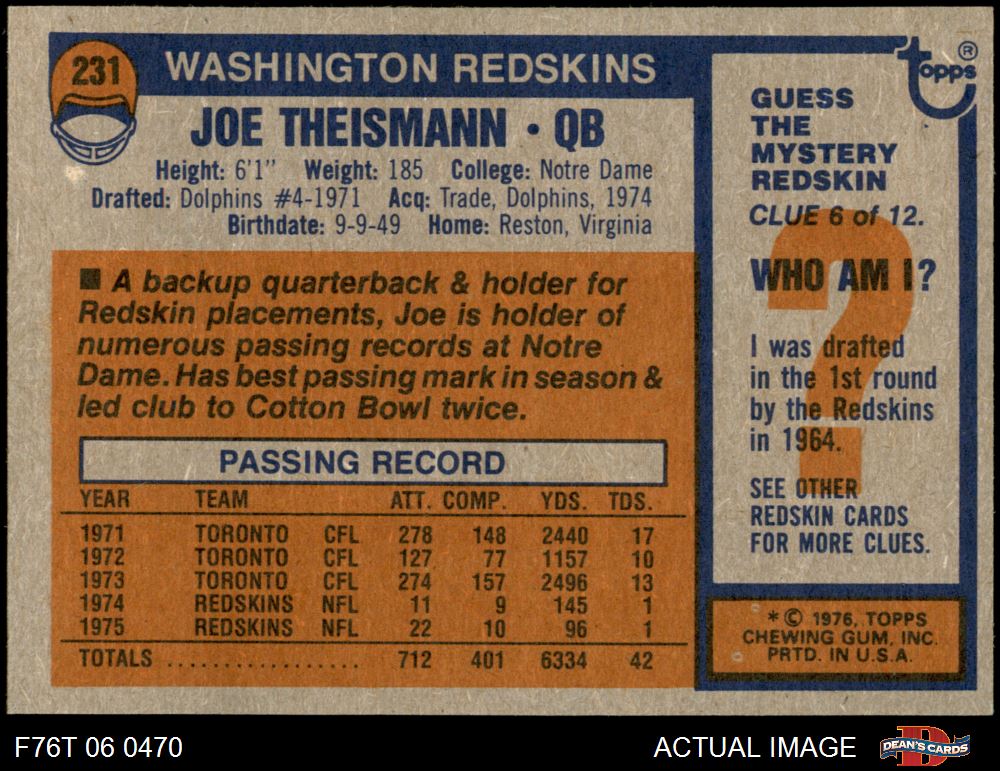 231
WASHINGTON REDSKINS
JOE THEISMANN • QB
Height: 6'1" Weight: 185 College: Notre Dame
Drafted: Dolphins #4-1971 Acq: Trade, Dolphins, 1974
Birthdate: 9-9-49 Home: Reston, Virginia
■ A backup quarterback & holder for
Redskin placements, Joe is holder of
numerous passing records at Notre
Dame. Has best passing mark in season &
led club to Cotton Bowl twice.
PASSING RECORD
YEAR TEAM ATT. COMP. YDS. TDS.
1971 TORONTO CFL 278 148 2440 17
1972 TORONTO CFL 127 77 1157 10
1973 TORONTO CFL 274 157 2496 13
1974 REDSKINS NFL 11 9 145 1
1975 REDSKINS NFL 22 10 96 1
TOTALS .................. 712 401 6334 42
topps ®
GUESS
THE
MYSTERY
REDSKIN
CLUE 6 of 12.
?
WHO AM I?
I was drafted
in the 1st round
by the Redskins
in 1964.
SEE OTHER
REDSKIN CARDS
FOR MORE CLUES.
* © 1976, TOPPS
CHEWING GUM, INC.
PRTD. IN U.S.A.
F76T 06 0470
ACTUAL IMAGE
D
DEAN'S CARDS